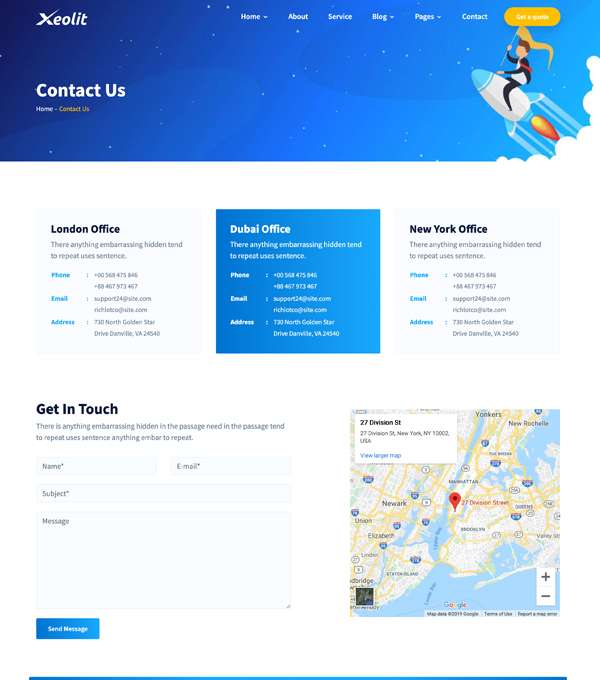 Xeolit
Home About Service Blog Pages Contact Get a quote
Contact Us
Home – Contact Us
London Office
There anything embarrassing hidden tend
to repeat uses sentence.
Phone : +00 568 475 846
+88 467 973 467
Email : support24@site.com
richlotco@site.com
Address : 730 North Golden Star
Drive Danville, VA 24540
Dubai Office
There anything embarrassing hidden tend
to repeat uses sentence.
Phone : +00 568 475 846
+88 467 973 467
Email : support24@site.com
richlotco@site.com
Address : 730 North Golden Star
Drive Danville, VA 24540
New York Office
There anything embarrassing hidden tend
to repeat uses sentence.
Phone : +00 568 475 846
+88 467 973 467
Email : support24@site.com
richlotco@site.com
Address : 730 North Golden Star
Drive Danville, VA 24540
Get In Touch
There is anything embarrassing hidden in the passage need in the passage tend
to repeat uses sentence anything embar to repeat.
Name*
E-mail*
Subject*
Message
Send Message
27 Division St
27 Division St, New York, NY 10002,
USA
View larger map
Yonkers
New Rochelle
THE BRONX
MANHATTAN
Newark
27 Division Street
Union
BROOKLYN
Elizabeth
Valley
Linden
STATEN ISLAND
Google
Map data ©2019 Google Terms of Use Report a map error